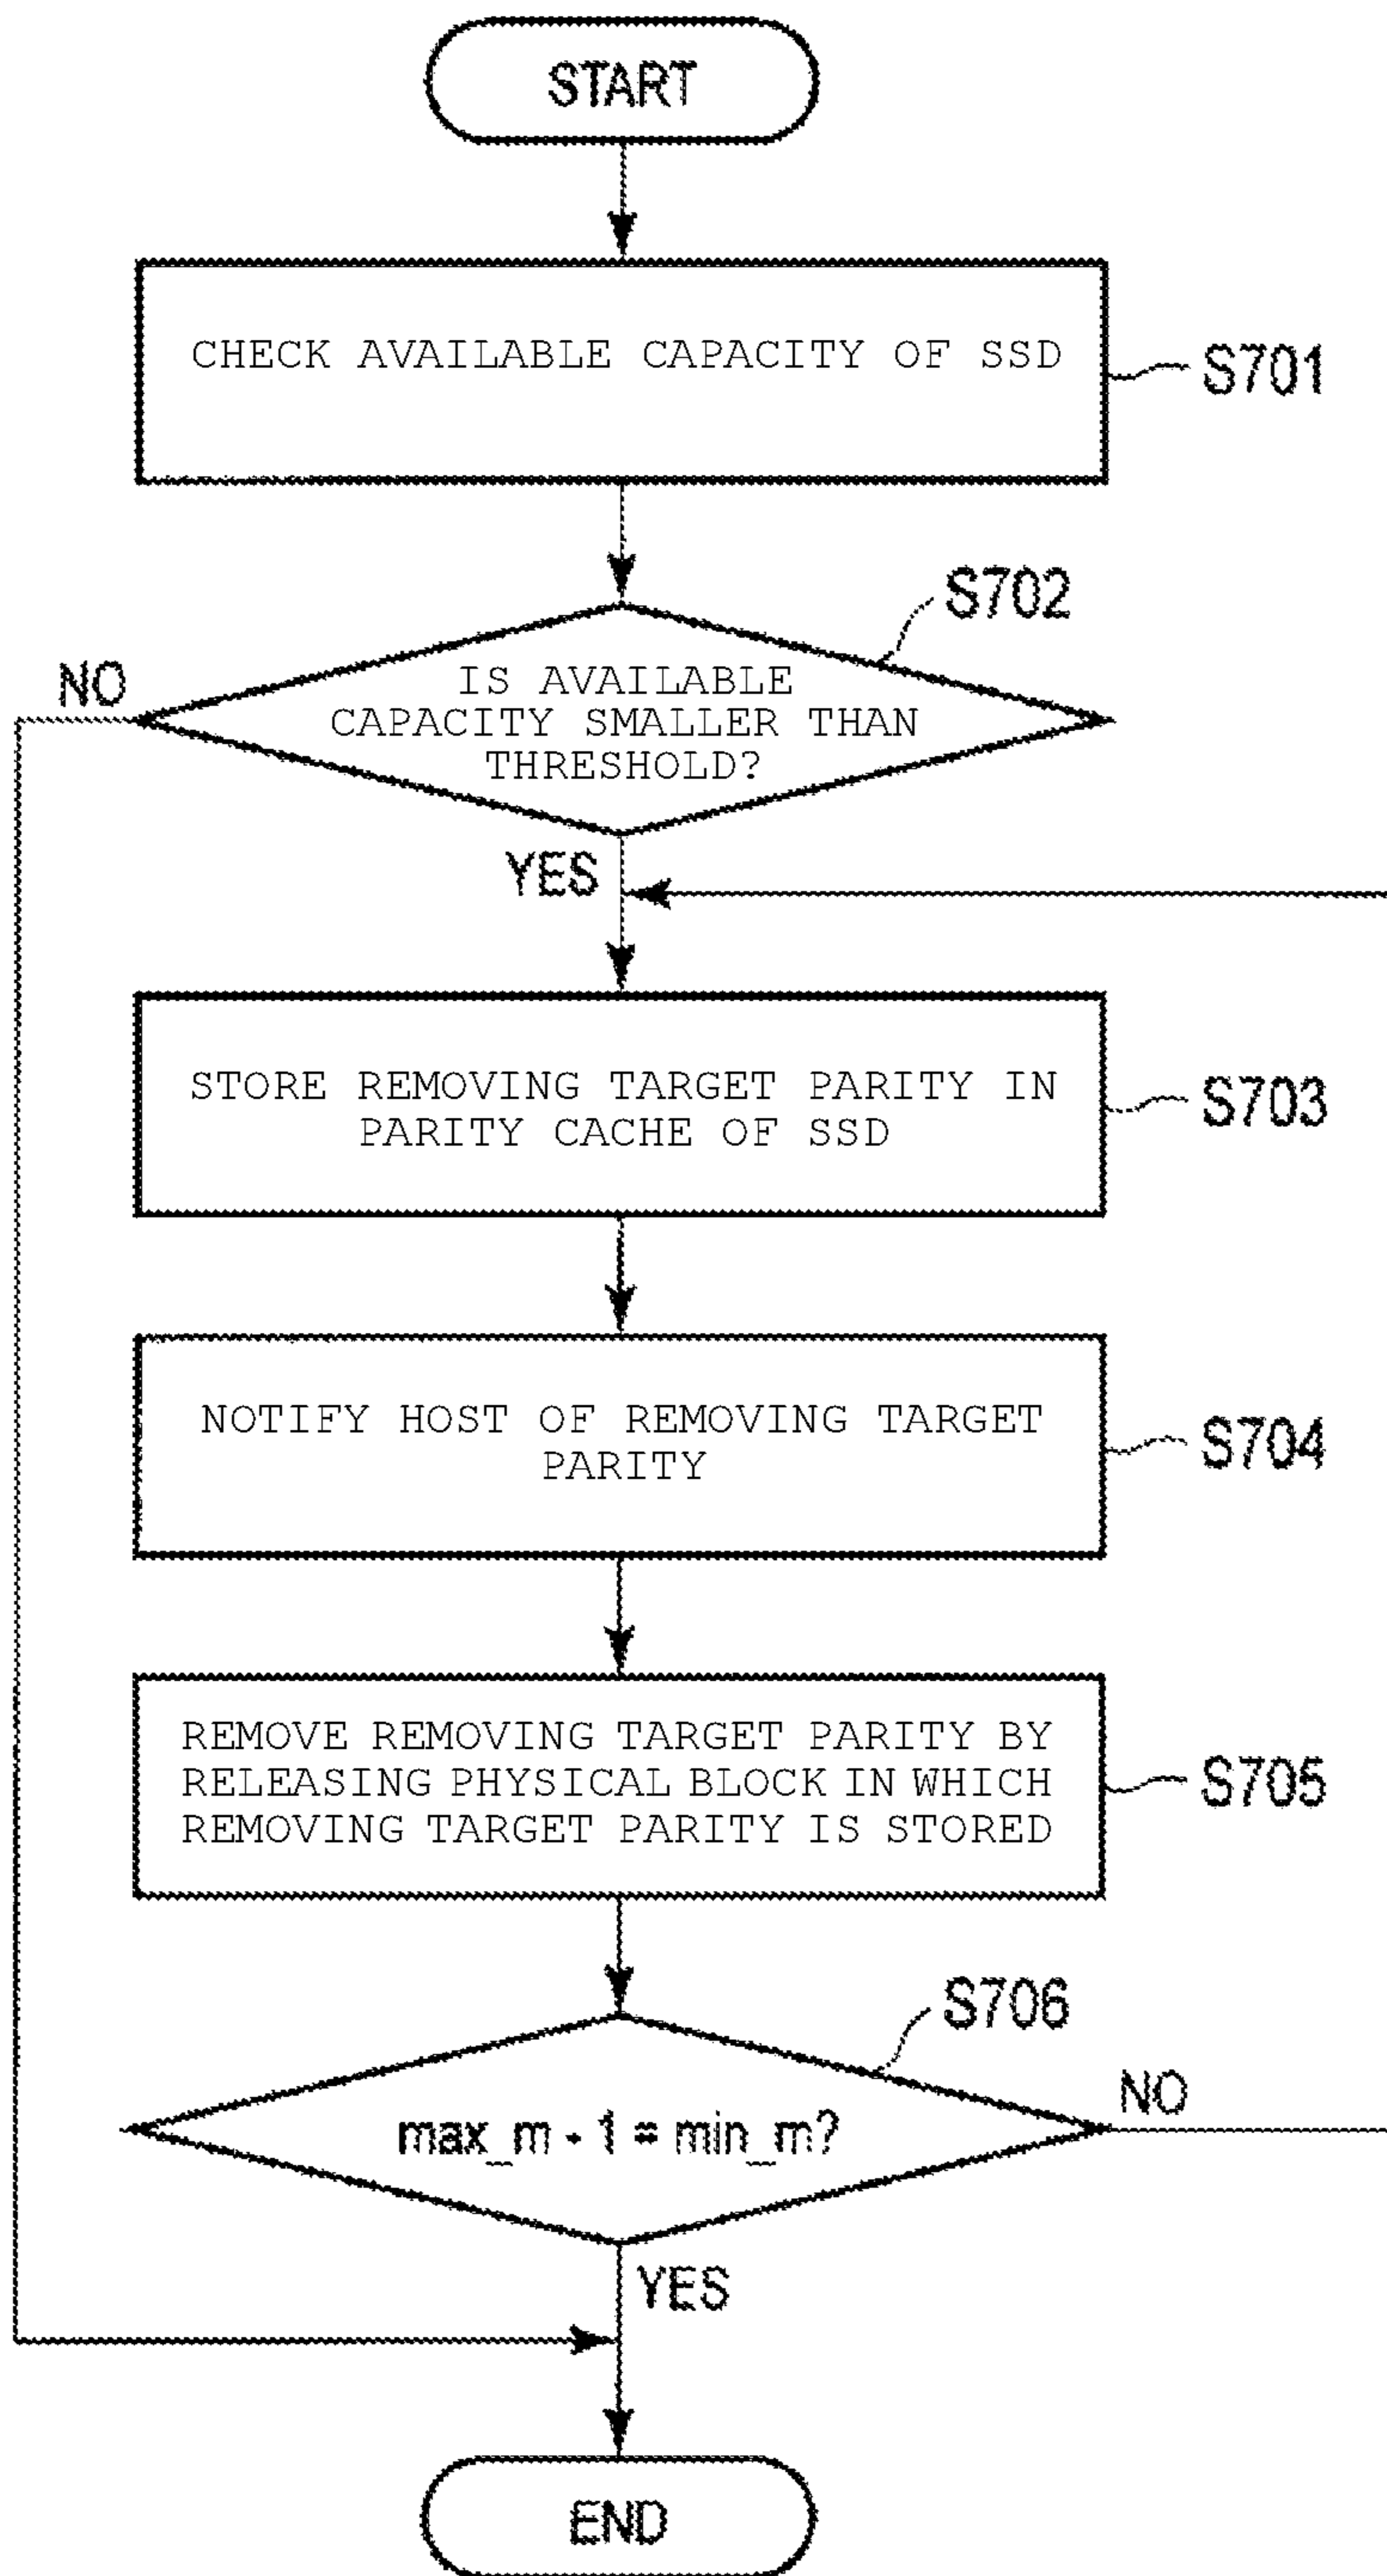 START
CHECK AVAILABLE CAPACITY OF SSD
S701
S702
NO
IS AVAILABLE
CAPACITY SMALLER THAN
THRESHOLD?
YES
STORE REMOVING TARGET PARITY IN
PARITY CACHE OF SSD
S703
NOTIFY HOST OF REMOVING TARGET
PARITY
S704
REMOVE REMOVING TARGET PARITY BY
RELEASING PHYSICAL BLOCK IN WHICH
REMOVING TARGET PARITY IS STORED
S705
S706
max_m - 1 = min_m?
NO
YES
END